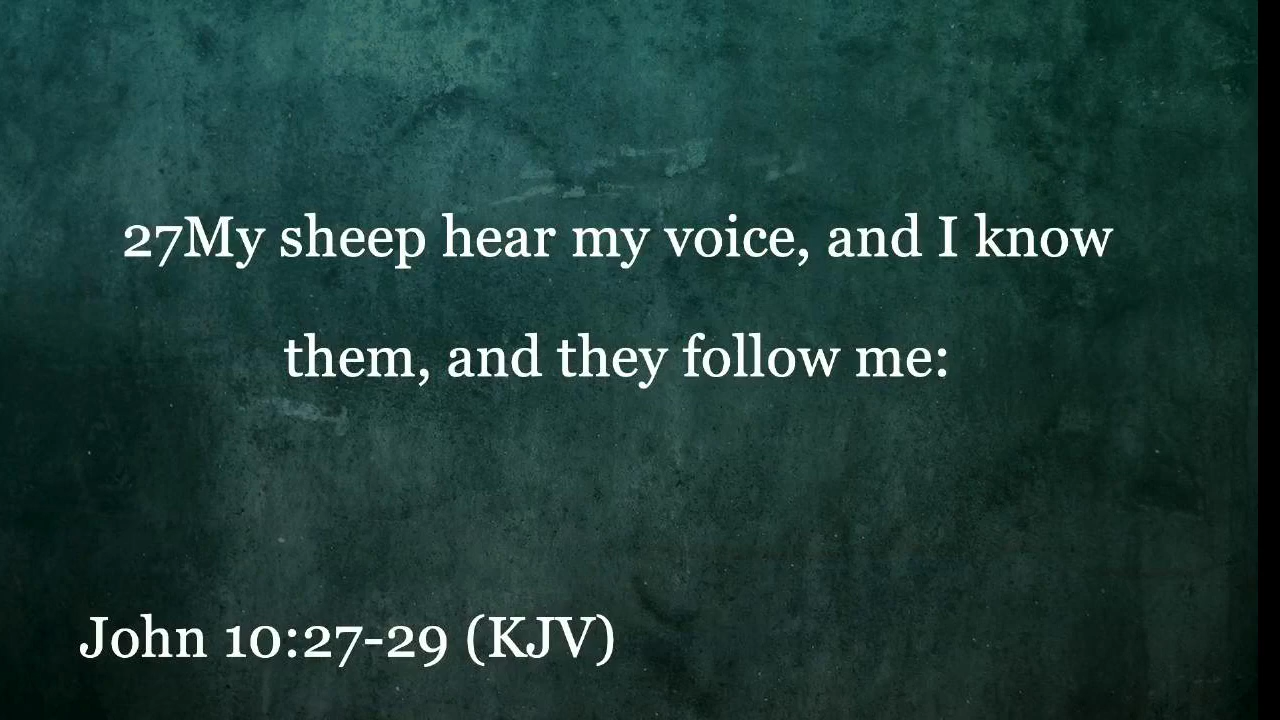 27My sheep hear my voice, and I know
them, and they follow me:
John 10:27-29 (KJV)